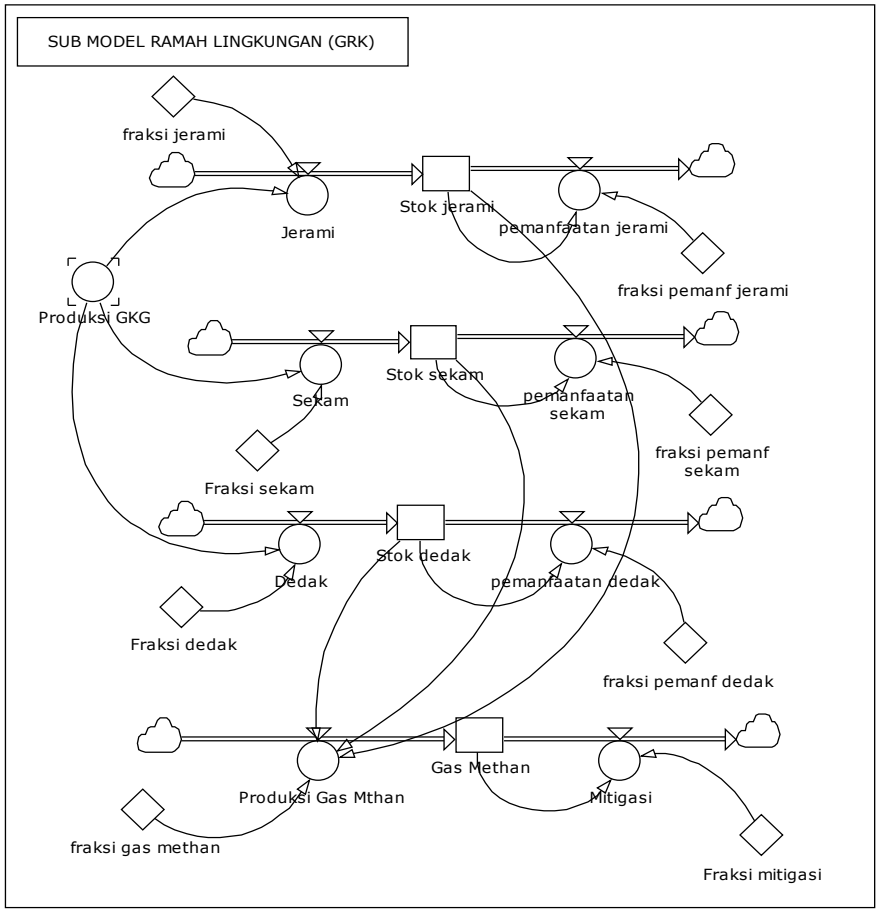 SUB MODEL RAMAH LINGKUNGAN (GRK)
fraksi jerami
Stok jerami
Jerami
pemanfaatan jerami
fraksi pemanf jerami
Produksi GKG
Stok sekam
Sekam
pemanfaatan
sekam
fraksi pemanf
sekam
Fraksi sekam
Stok dedak
Dedak
pemanfaatan dedak
Fraksi dedak
fraksi pemanf dedak
Gas Methan
Produksi Gas Mthan
Mitigasi
fraksi gas methan
Fraksi mitigasi